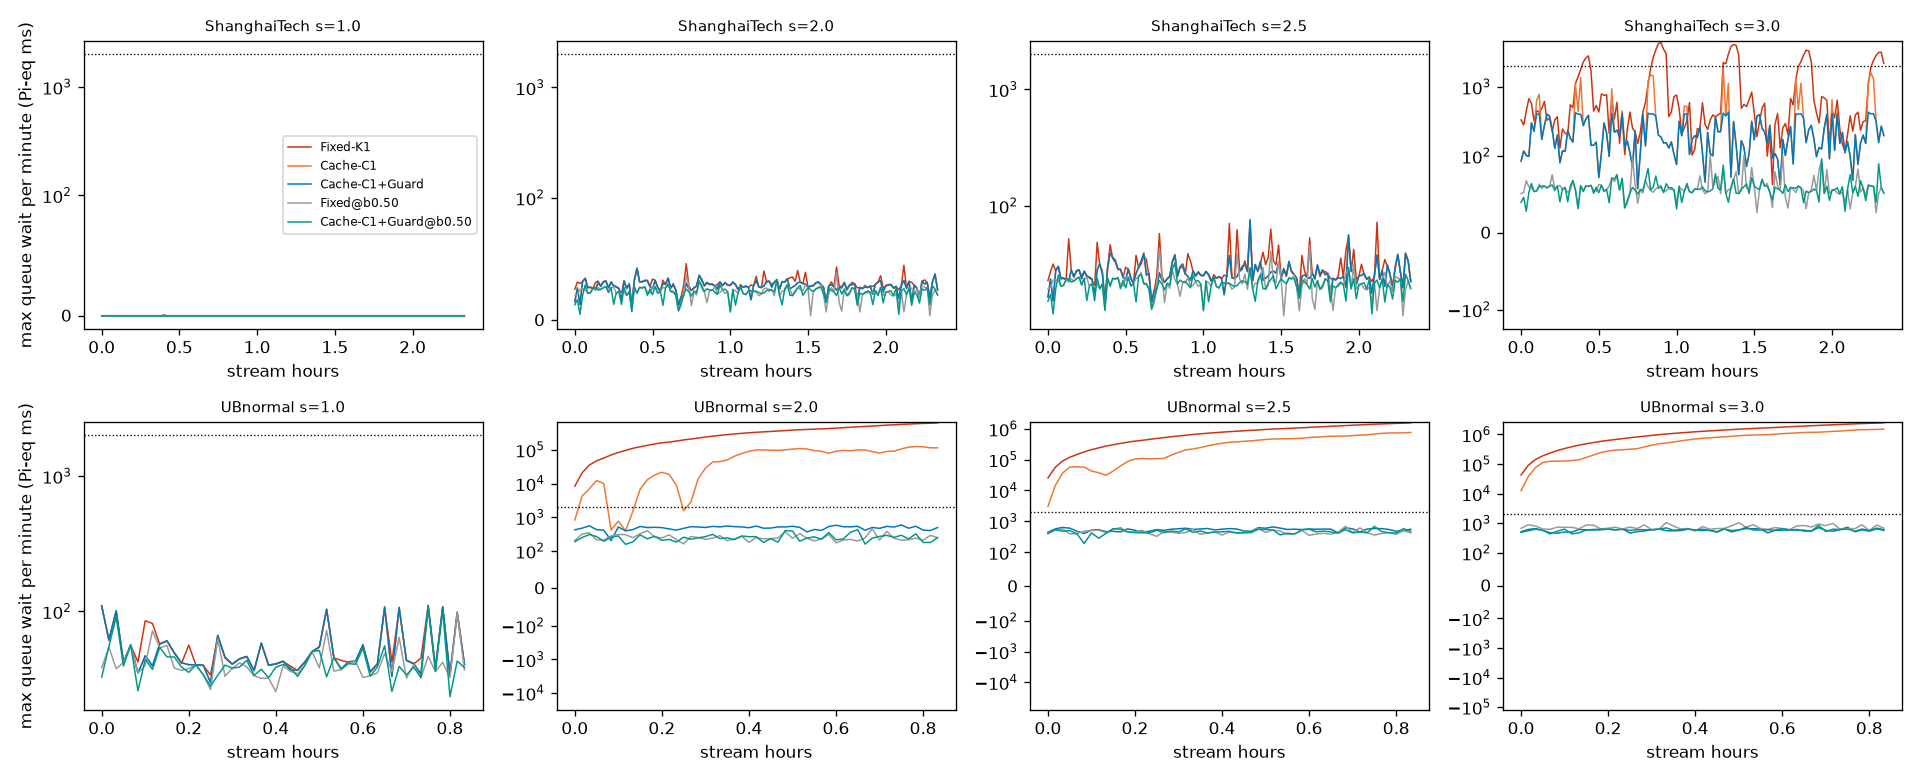 ShanghaiTech s=1.0
max queue wait per minute (Pi-eq ms)
10³
10²
0
Fixed-K1
Cache-C1
Cache-C1+Guard
Fixed@b0.50
Cache-C1+Guard@b0.50
0.0 0.5 1.0 1.5 2.0
stream hours
ShanghaiTech s=2.0
10³
10²
0
0.0 0.5 1.0 1.5 2.0
stream hours
ShanghaiTech s=2.5
10³
10²
0.0 0.5 1.0 1.5 2.0
stream hours
ShanghaiTech s=3.0
10³
10²
0
−10²
0.0 0.5 1.0 1.5 2.0
stream hours
UBnormal s=1.0
max queue wait per minute (Pi-eq ms)
10³
10²
0.0 0.2 0.4 0.6 0.8
stream hours
UBnormal s=2.0
10⁵
10⁴
10³
10²
0
−10²
−10³
−10⁴
0.0 0.2 0.4 0.6 0.8
stream hours
UBnormal s=2.5
10⁶
10⁵
10⁴
10³
10²
0
−10²
−10³
−10⁴
0.0 0.2 0.4 0.6 0.8
stream hours
UBnormal s=3.0
10⁶
10⁵
10⁴
10³
10²
0
−10²
−10³
−10⁴
−10⁵
0.0 0.2 0.4 0.6 0.8
stream hours